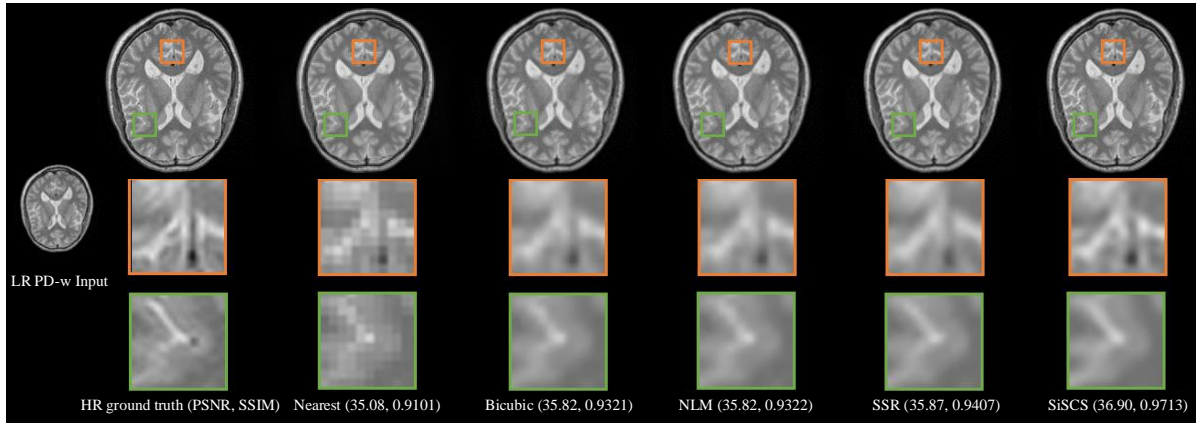 LR PD-w Input
HR ground truth (PSNR, SSIM)
Nearest (35.08, 0.9101)
Bicubic (35.82, 0.9321)
NLM (35.82, 0.9322)
SSR (35.87, 0.9407)
SiSCS (36.90, 0.9713)